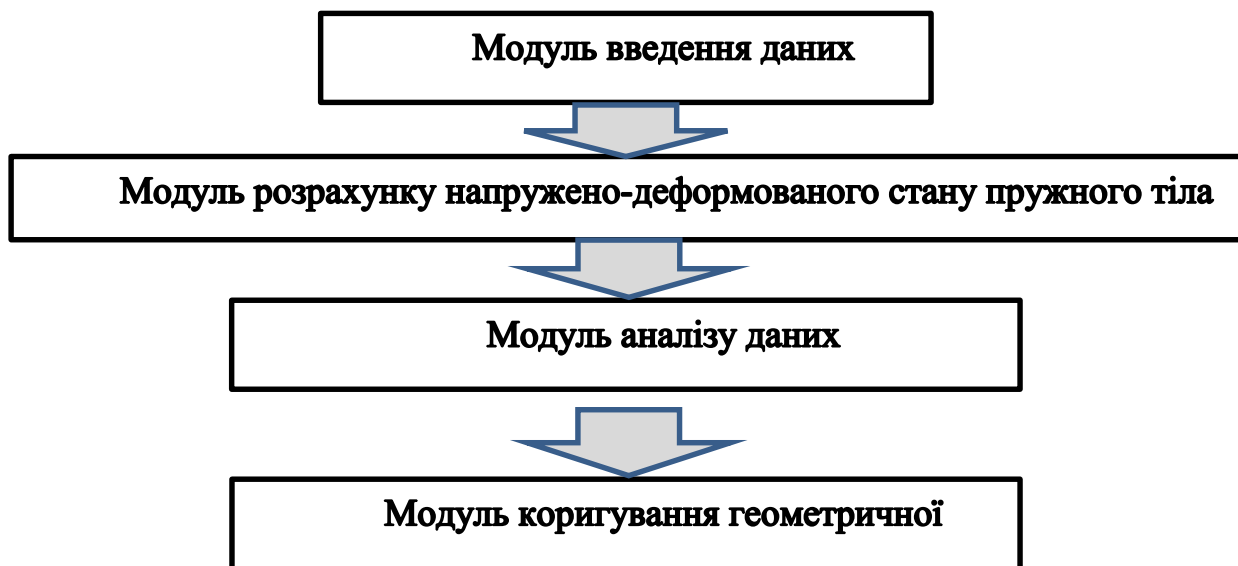 Модуль введення даних
Модуль розрахунку напружено-деформованого стану пружного тіла
Модуль аналізу даних
Модуль коригування геометричної